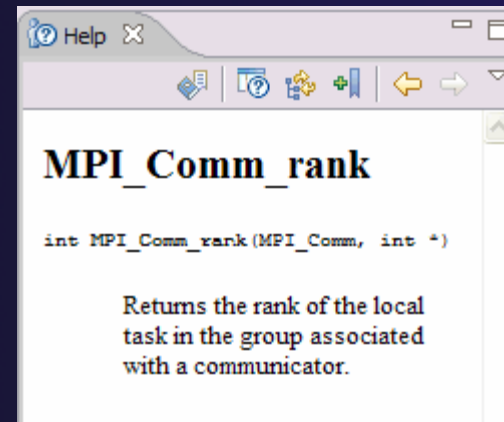 Help
MPI_Comm_rank
int MPI_Comm_rank(MPI_Comm, int *)
Returns the rank of the local
task in the group associated
with a communicator.